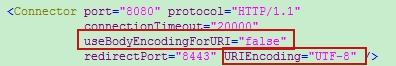 <Connector port="8080" protocol="HTTP/1.1"
connectionTimeout="20000"
useBodyEncodingForURI="false"
redirectPort="8443" URIEncoding="UTF-8" />